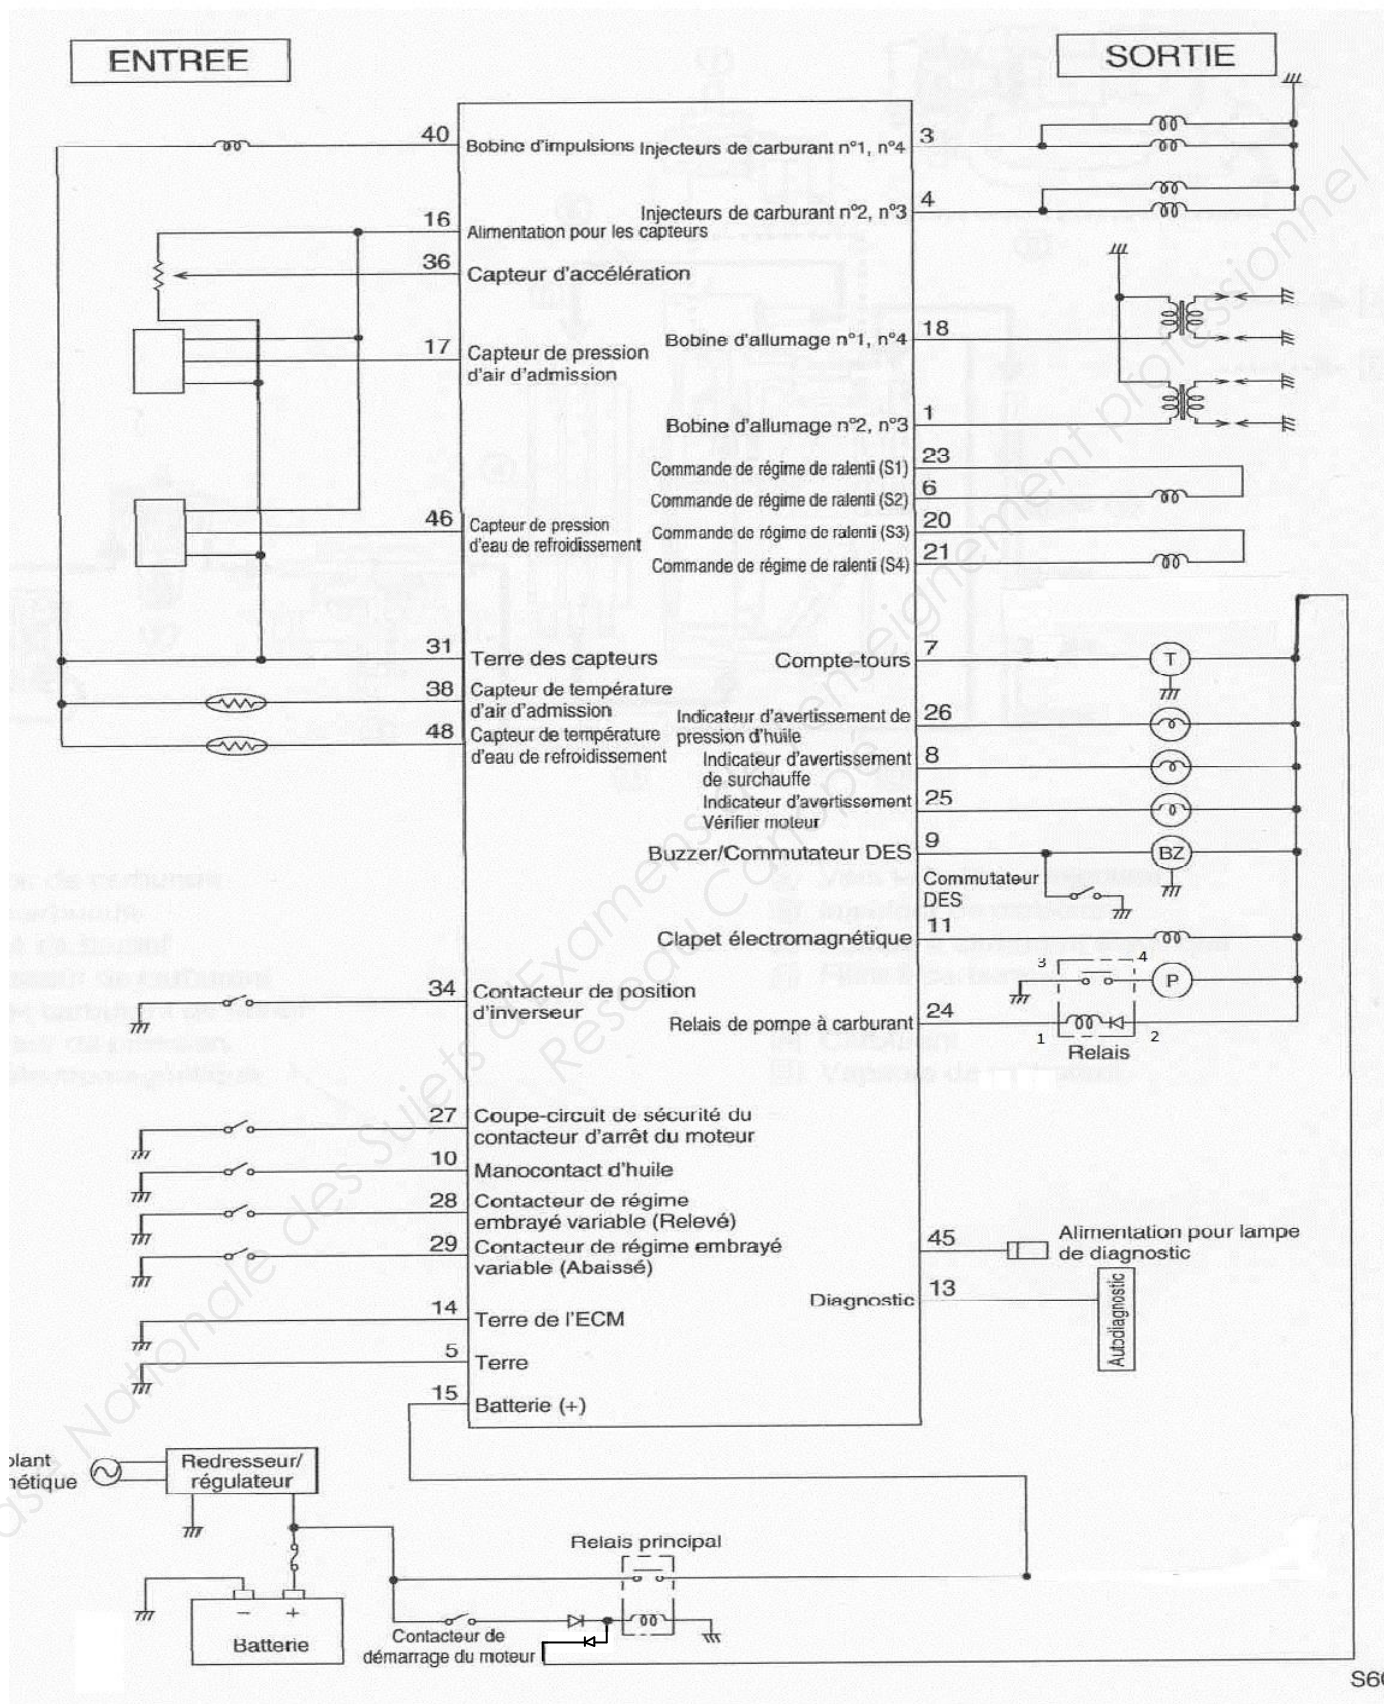 ENTREE
SORTIE
40
Bobine d'impulsions
Injecteurs de carburant n°1, n°4
3
Injecteurs de carburant n°2, n°3
4
16
Alimentation pour les capteurs
36
Capteur d'accélération
Bobine d'allumage n°1, n°4
18
17
Capteur de pression
d'air d'admission
Bobine d'allumage n°2, n°3
1
Commande de régime de ralenti (S1)
23
Commande de régime de ralenti (S2)
6
46
Capteur de pression
d'eau de refroidissement
Commande de régime de ralenti (S3)
20
Commande de régime de ralenti (S4)
21
31
Terre des capteurs
Compte-tours
7
T
38
Capteur de température
d'air d'admission
Indicateur d'avertissement de
pression d'huile
26
48
Capteur de température
d'eau de refroidissement
Indicateur d'avertissement
de surchauffe
8
Indicateur d'avertissement
Vérifier moteur
25
Buzzer/Commutateur DES
9
BZ
Commutateur
DES
Clapet électromagnétique
11
3
4
P
34
Contacteur de position
d'inverseur
Relais de pompe à carburant
24
1
2
Relais
27
Coupe-circuit de sécurité du
contacteur d'arrêt du moteur
10
Manocontact d'huile
28
Contacteur de régime
embrayé variable (Relevé)
29
Contacteur de régime embrayé
variable (Abaissé)
45
Alimentation pour lampe
de diagnostic
Diagnostic
13
Autodiagnostic
14
Terre de l'ECM
5
Terre
15
Batterie (+)
Redresseur/
régulateur
Relais principal
− +
Batterie
Contacteur de
démarrage du moteur
Nationale des Sujets d'Examens de l'enseignement professionnel
Réseau Canopé